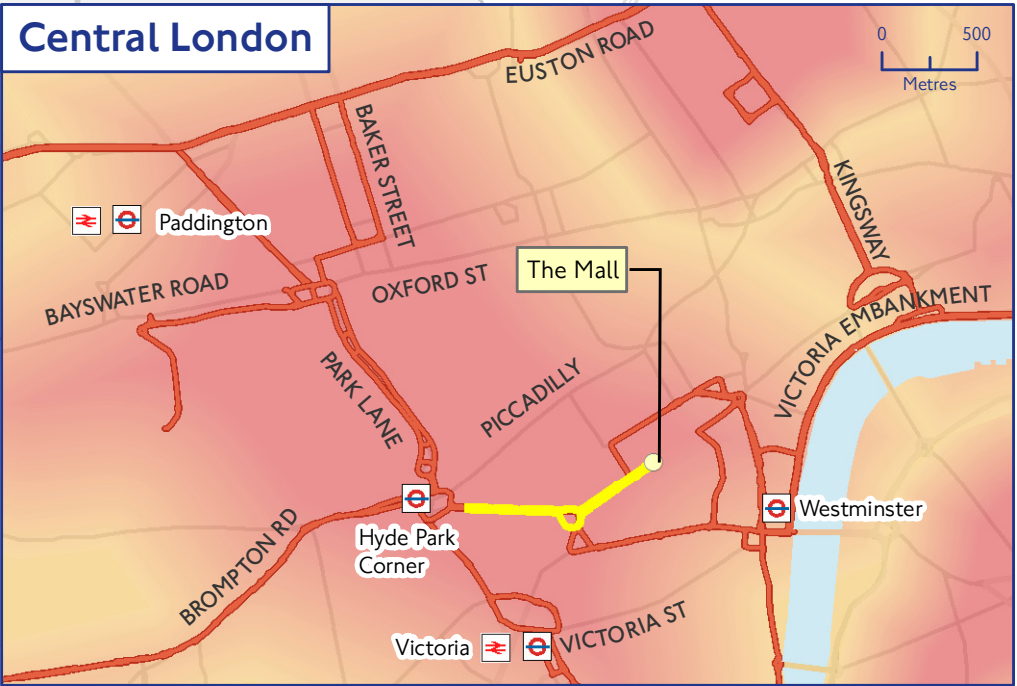 Central London
0 500
Metres
EUSTON ROAD
BAKER STREET
KINGSWAY
Paddington
The Mall
BAYSWATER ROAD
OXFORD ST
VICTORIA EMBANKMENT
PARK LANE
PICCADILLY
Westminster
Hyde Park
Corner
BROMPTON RD
Victoria
VICTORIA ST